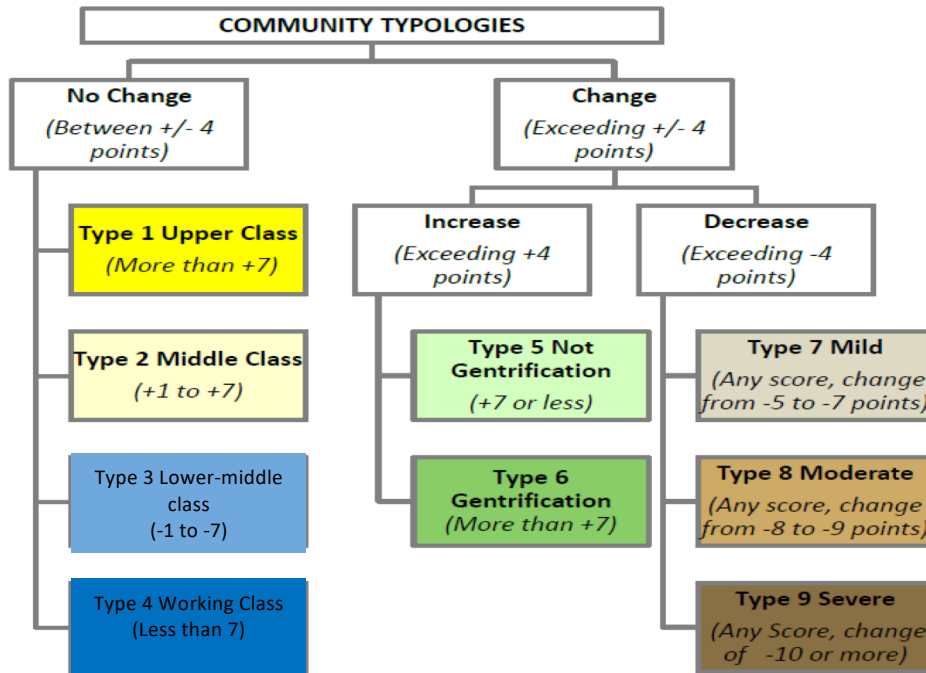 COMMUNITY TYPOLOGIES
No Change
(Between +/- 4
points)
Change
(Exceeding +/- 4
points)
Type 1 Upper Class
(More than +7)
Type 2 Middle Class
(+1 to +7)
Type 3 Lower-middle
class
(-1 to -7)
Type 4 Working Class
(Less than 7)
Increase
(Exceeding +4
points)
Type 5 Not
Gentrification
(+7 or less)
Type 6
Gentrification
(More than +7)
Decrease
(Exceeding -4
points)
Type 7 Mild
(Any score, change
from -5 to -7 points)
Type 8 Moderate
(Any score, change
from -8 to -9 points)
Type 9 Severe
(Any Score, change
of -10 or more)